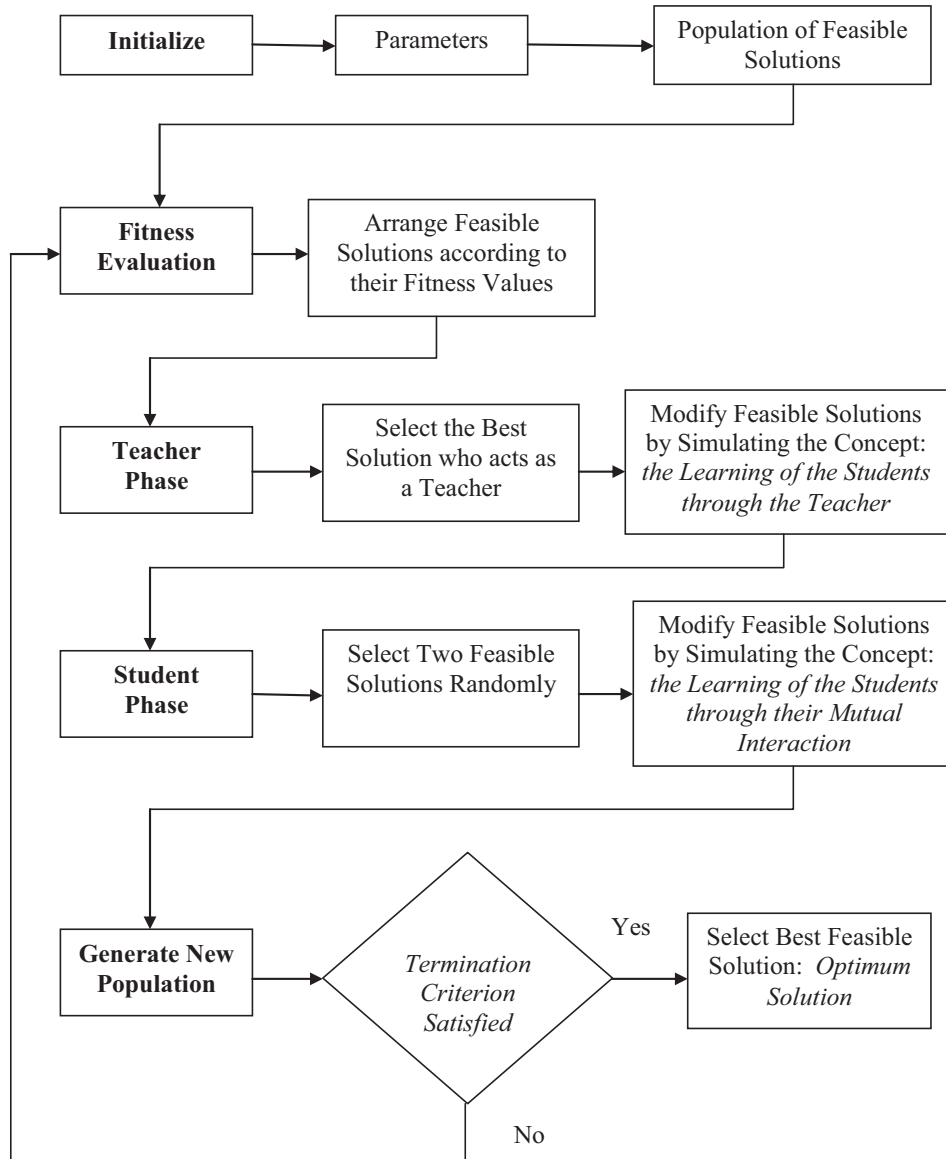 Initialize
Parameters
Population of Feasible
Solutions
Fitness
Evaluation
Arrange Feasible
Solutions according to
their Fitness Values
Teacher
Phase
Select the Best
Solution who acts as
a Teacher
Modify Feasible Solutions
by Simulating the Concept:
the Learning of the Students
through the Teacher
Student
Phase
Select Two Feasible
Solutions Randomly
Modify Feasible Solutions
by Simulating the Concept:
the Learning of the Students
through their Mutual
Interaction
Generate New
Population
Termination
Criterion
Satisfied
Yes
Select Best Feasible
Solution: Optimum
Solution
No